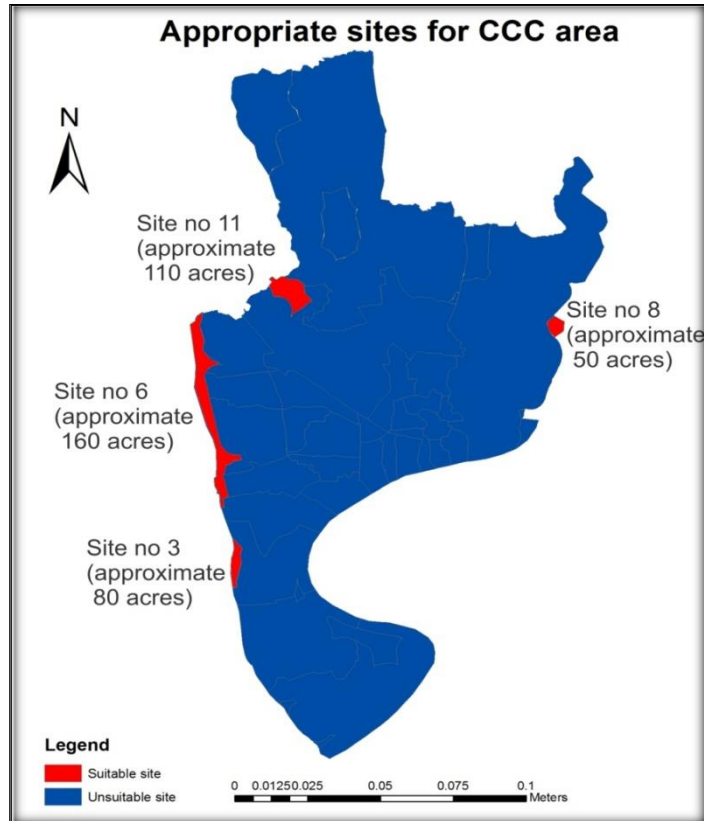 Appropriate sites for CCC area
N
Site no 11
(approximate
110 acres)
Site no 8
(approximate
50 acres)
Site no 6
(approximate
160 acres)
Site no 3
(approximate
80 acres)
Legend
Suitable site
Unsuitable site
0 0.01250.025 0.05 0.075 0.1
Meters